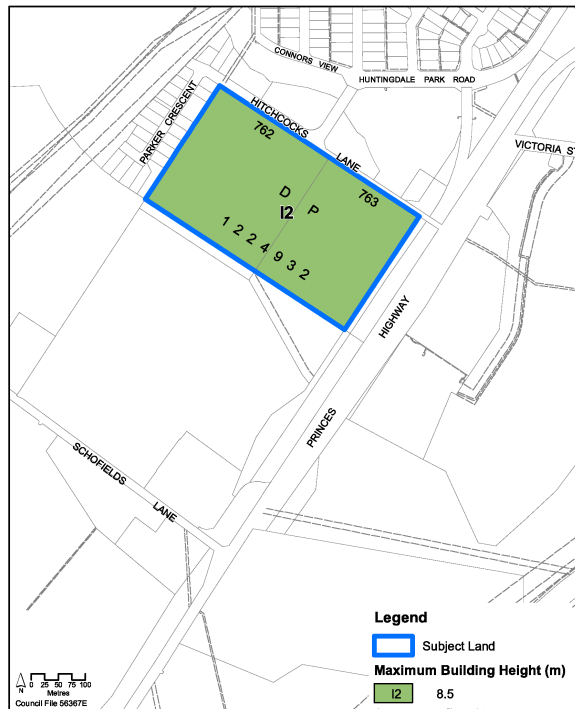 CONNORS VIEW
HUNTINGDALE PARK ROAD
PARKER CRESCENT
HITCHCOCKS
LANE
VICTORIA ST
762
763
D P
I2
1 2 2 4 9 3 2
HIGHWAY
PRINCES
SCHOFIELDS
LANE
Legend
Subject Land
Maximum Building Height (m)
I2 8.5
N
0 25 50 75 100
Metres
Council File 56367E